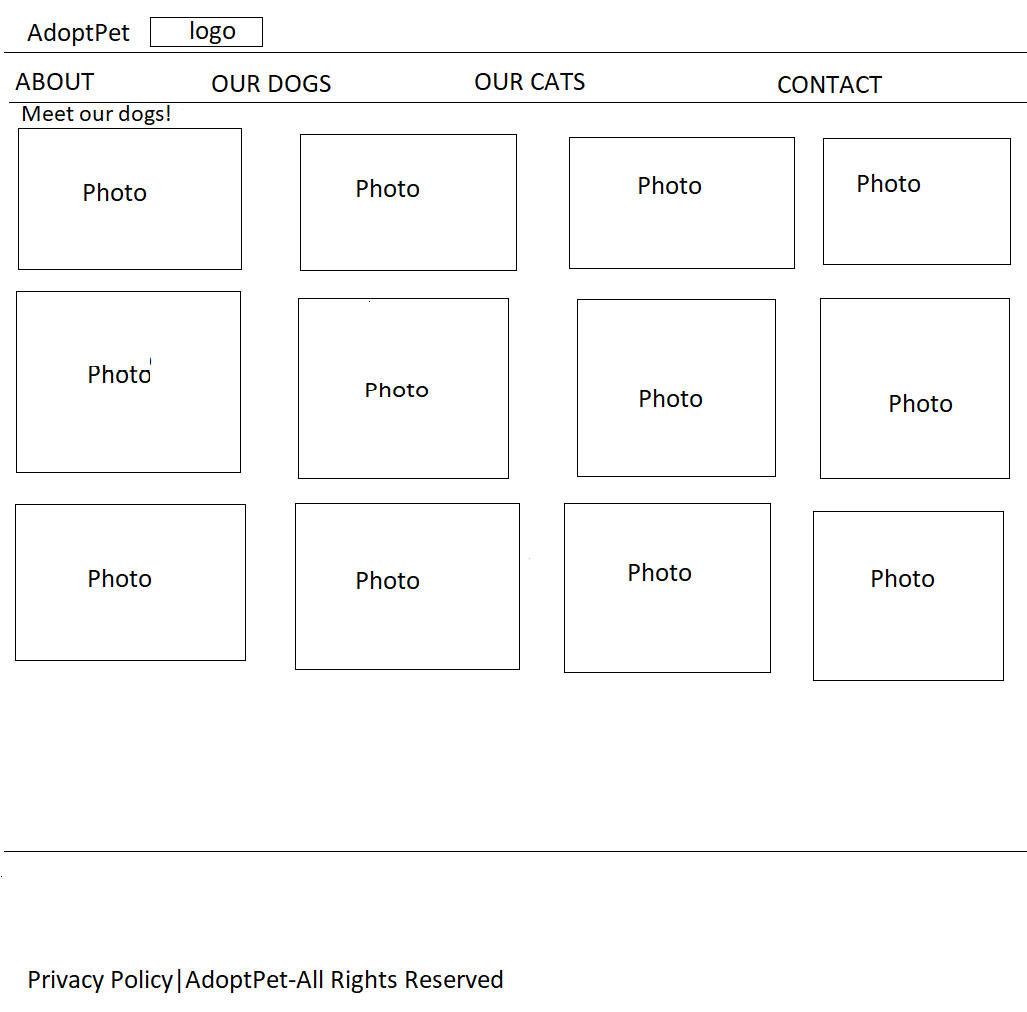 AdoptPet logo
ABOUT OUR DOGS OUR CATS CONTACT
Meet our dogs!
Photo Photo Photo Photo
Photo Photo Photo Photo
Photo Photo Photo Photo
Privacy Policy|AdoptPet-All Rights Reserved